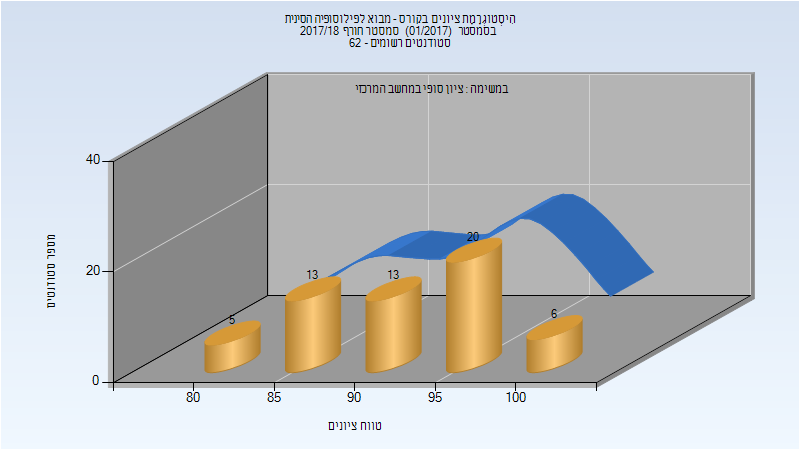 היסטוגרמת ציונים בקורס - מבוא לפילוסופיה הסינית
בסמסטר (01/2017) סמסטר חורף 2017/18
סטודנטים רשומים - 62
במשימה : ציון סופי במחשב המרכזי
מספר סטודנטים
40
20
0
5
13
13
20
6
80
85
90
95
100
טווח ציונים